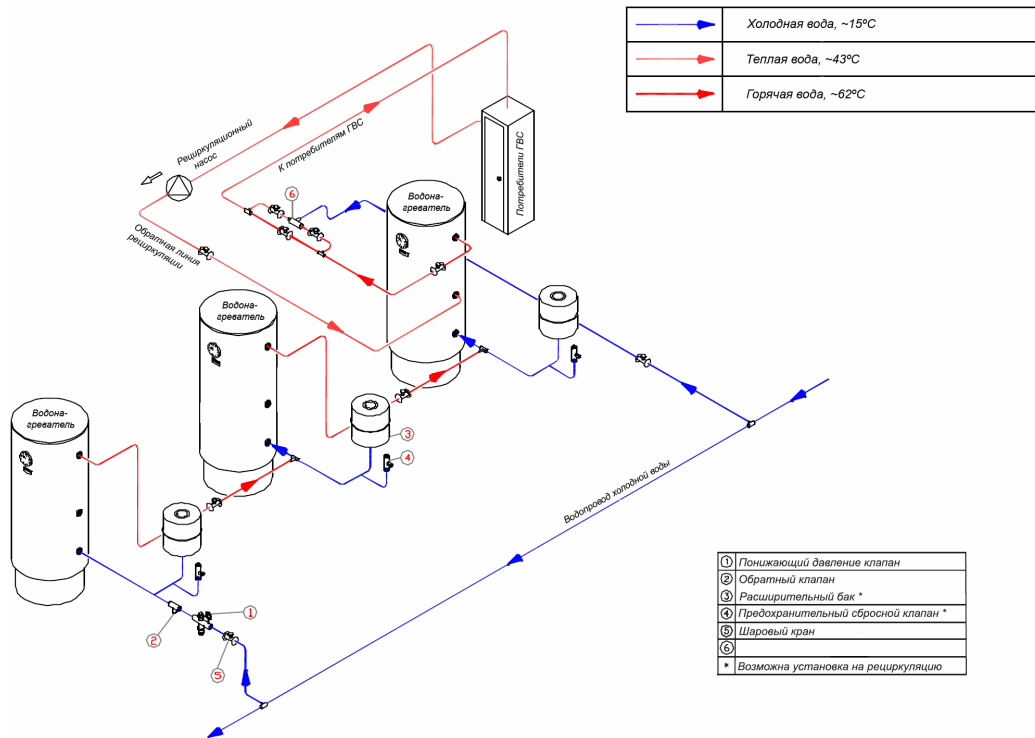 Холодная вода, ~15ºC
Теплая вода, ~43ºC
Горячая вода, ~62ºC
Рециркуляционный
насос
К потребителям ГВС
Потребители ГВС
6
Водона-
греватель
Обратная линия
рециркуляции
Водона-
греватель
Водона-
греватель
3
4
Водопровод холодной воды
1
2
5
1 Понижающий давление клапан
2 Обратный клапан
3 Расширительный бак *
4 Предохранительный сбросной клапан *
5 Шаровый кран
6
* Возможна установка на рециркуляцию